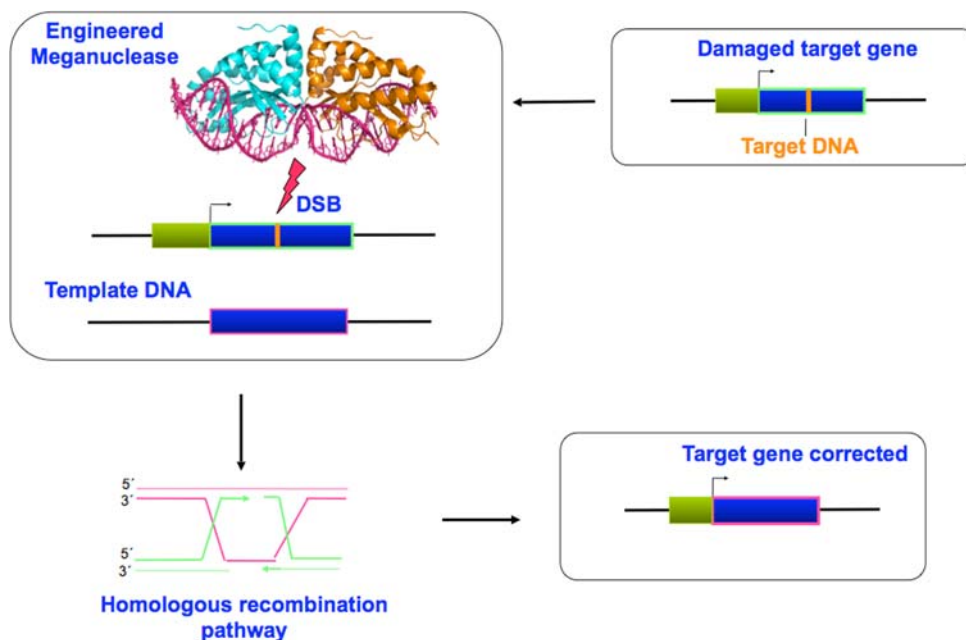 Engineered
Meganuclease
DSB
Template DNA
Damaged target gene
Target DNA
5´
3´
5´
3´
Homologous recombination
pathway
Target gene corrected